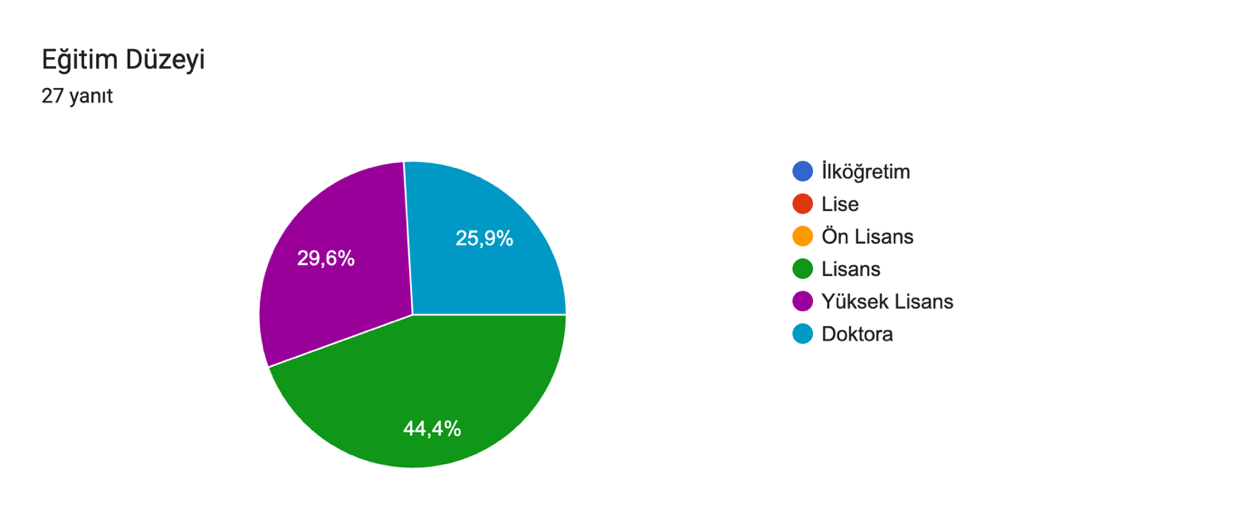 Eğitim Düzeyi
27 yanıt
25,9%
29,6%
44,4%
İlköğretim
Lise
Ön Lisans
Lisans
Yüksek Lisans
Doktora